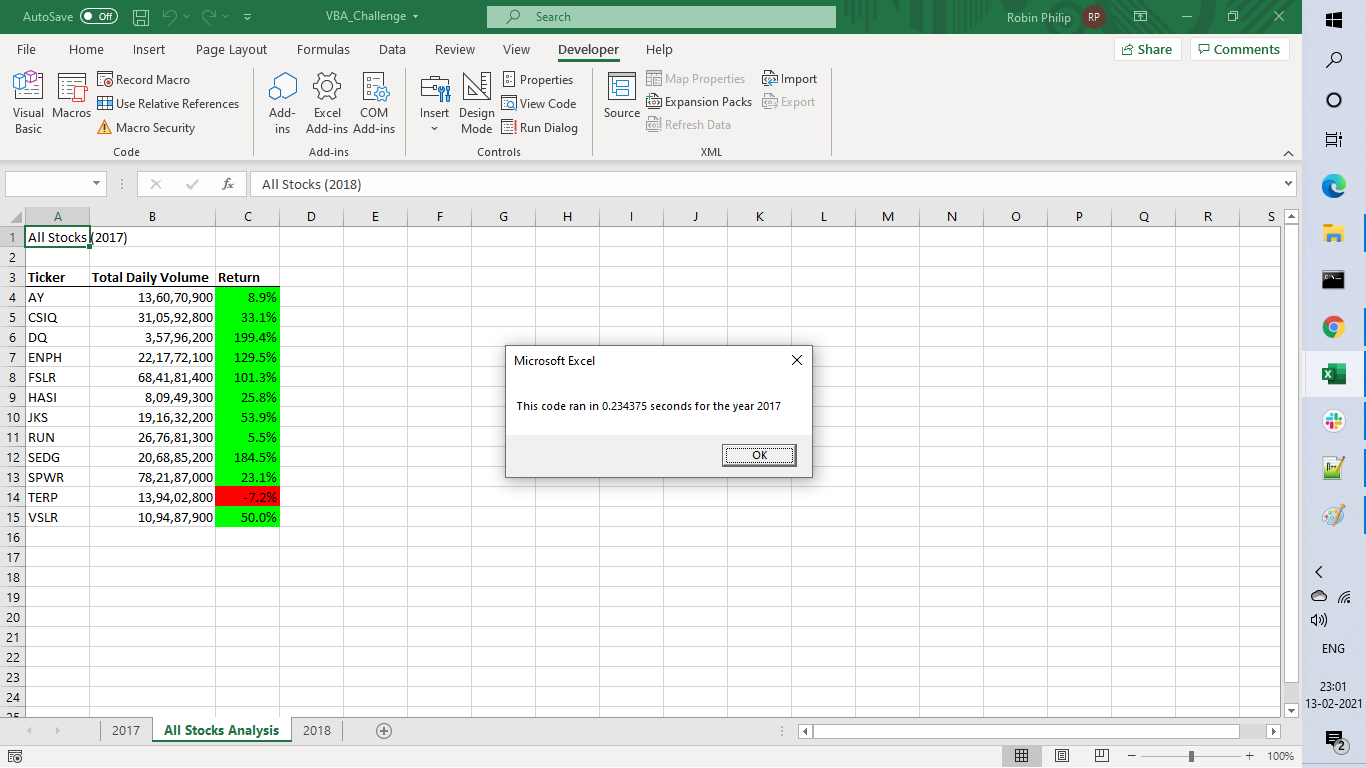 AutoSave Off VBA_Challenge Search Robin Philip RP
File Home Insert Page Layout Formulas Data Review View Developer Help Share Comments
Visual Basic
Macros
Record Macro
Use Relative References
Macro Security
Code
Add-ins
Excel Add-ins
COM Add-ins
Add-ins
Insert
Design Mode
Properties
View Code
Run Dialog
Controls
Source
Map Properties
Expansion Packs
Refresh Data
Import
Export
XML
fx All Stocks (2018)
A B C D E F G H I J K L M N O P Q R S
1 All Stocks (2017)
2
3 Ticker Total Daily Volume Return
4 AY 13,60,70,900 8.9%
5 CSIQ 31,05,92,800 33.1%
6 DQ 3,57,96,200 199.4%
7 ENPH 22,17,72,100 129.5%
8 FSLR 68,41,81,400 101.3%
9 HASI 8,09,49,300 25.8%
10 JKS 19,16,32,200 53.9%
11 RUN 26,76,81,300 5.5%
12 SEDG 20,68,85,200 184.5%
13 SPWR 78,21,87,000 23.1%
14 TERP 13,94,02,800 -7.2%
15 VSLR 10,94,87,900 50.0%
16
17
18
19
20
21
22
23
24
25
Microsoft Excel
This code ran in 0.234375 seconds for the year 2017
OK
2017 All Stocks Analysis 2018
100%
ENG
23:01
13-02-2021
2